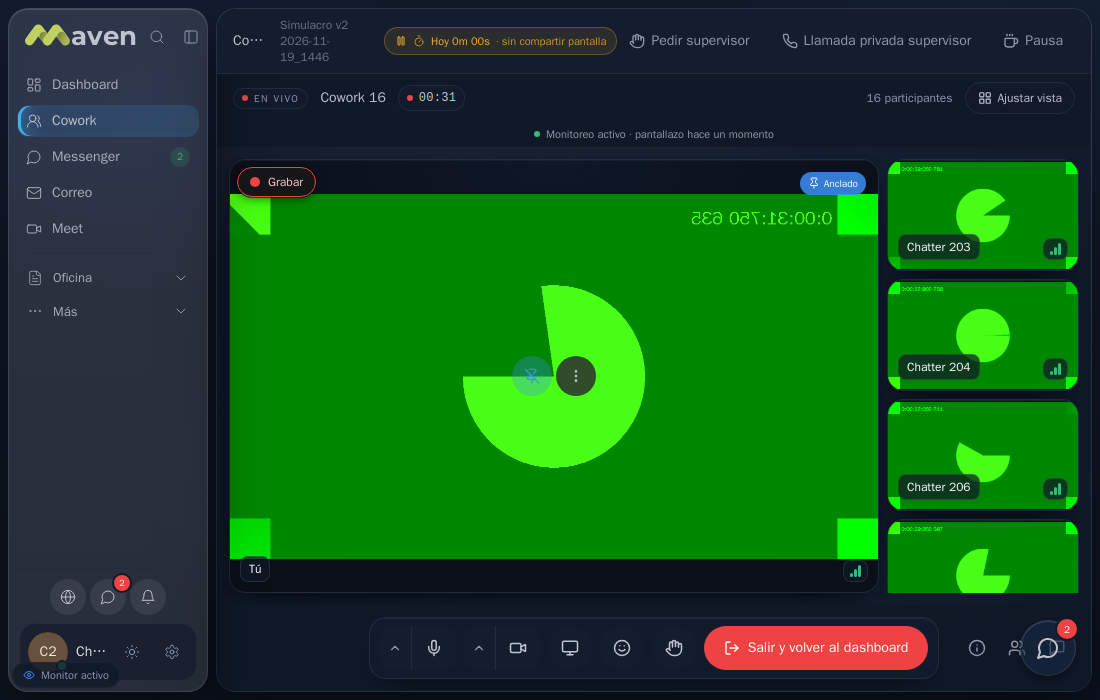 maven
Dashboard
Cowork
Messenger
2
Correo
Meet
Oficina
Más
2
C2
Ch···
Monitor activo
Co···
Simulacro v2
2026-11-
19_1446
Hoy 0m 00s · sin compartir pantalla
Pedir supervisor
Llamada privada supervisor
Pausa
EN VIVO
Cowork 16
00:31
16 participantes
Ajustar vista
Monitoreo activo · pantallazo hace un momento
Grabar
Anclado
0:00:31:750 635
Tú
Chatter 203
Chatter 204
Chatter 206
Salir y volver al dashboard
2